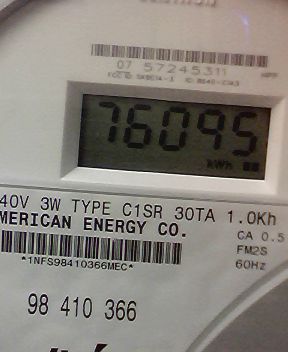 07 57245311
76095
kWh
40V 3W TYPE C1SR 30TA 1.0Kh
MERICAN ENERGY CO.
CA 0.5
*1NFS98410366MEC*
FM2S
60Hz
98 410 366